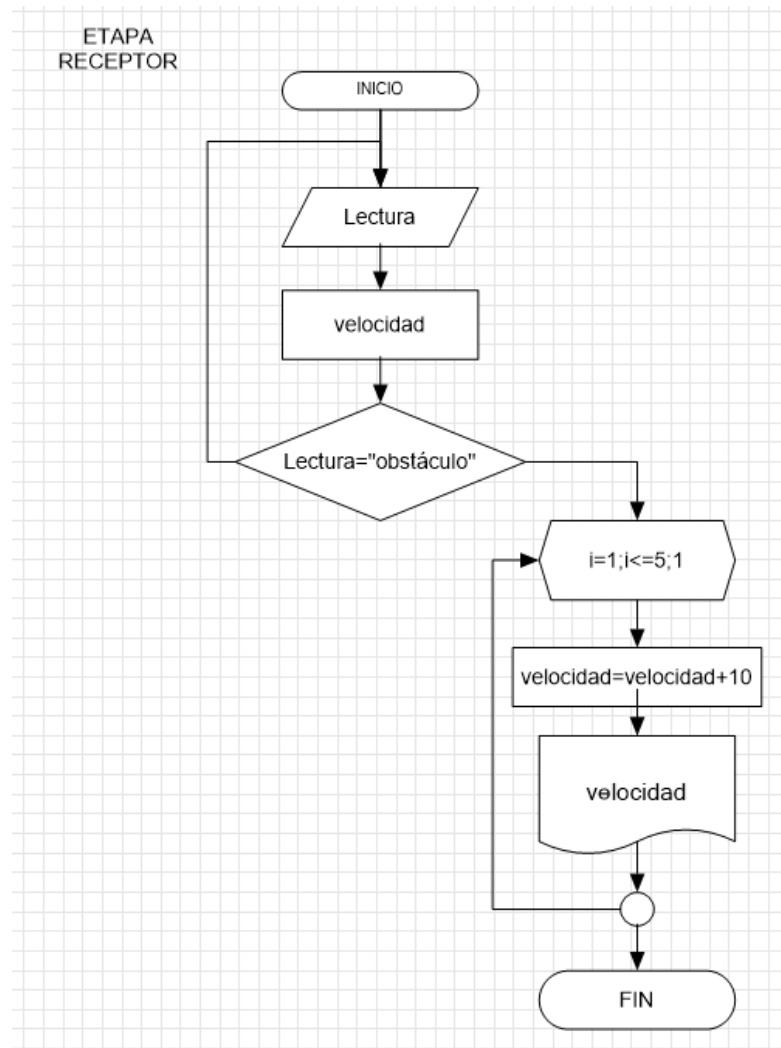 ETAPA
RECEPTOR
INICIO
Lectura
velocidad
Lectura="obstáculo"
i=1;i<=5;1
velocidad=velocidad+10
velocidad
FIN